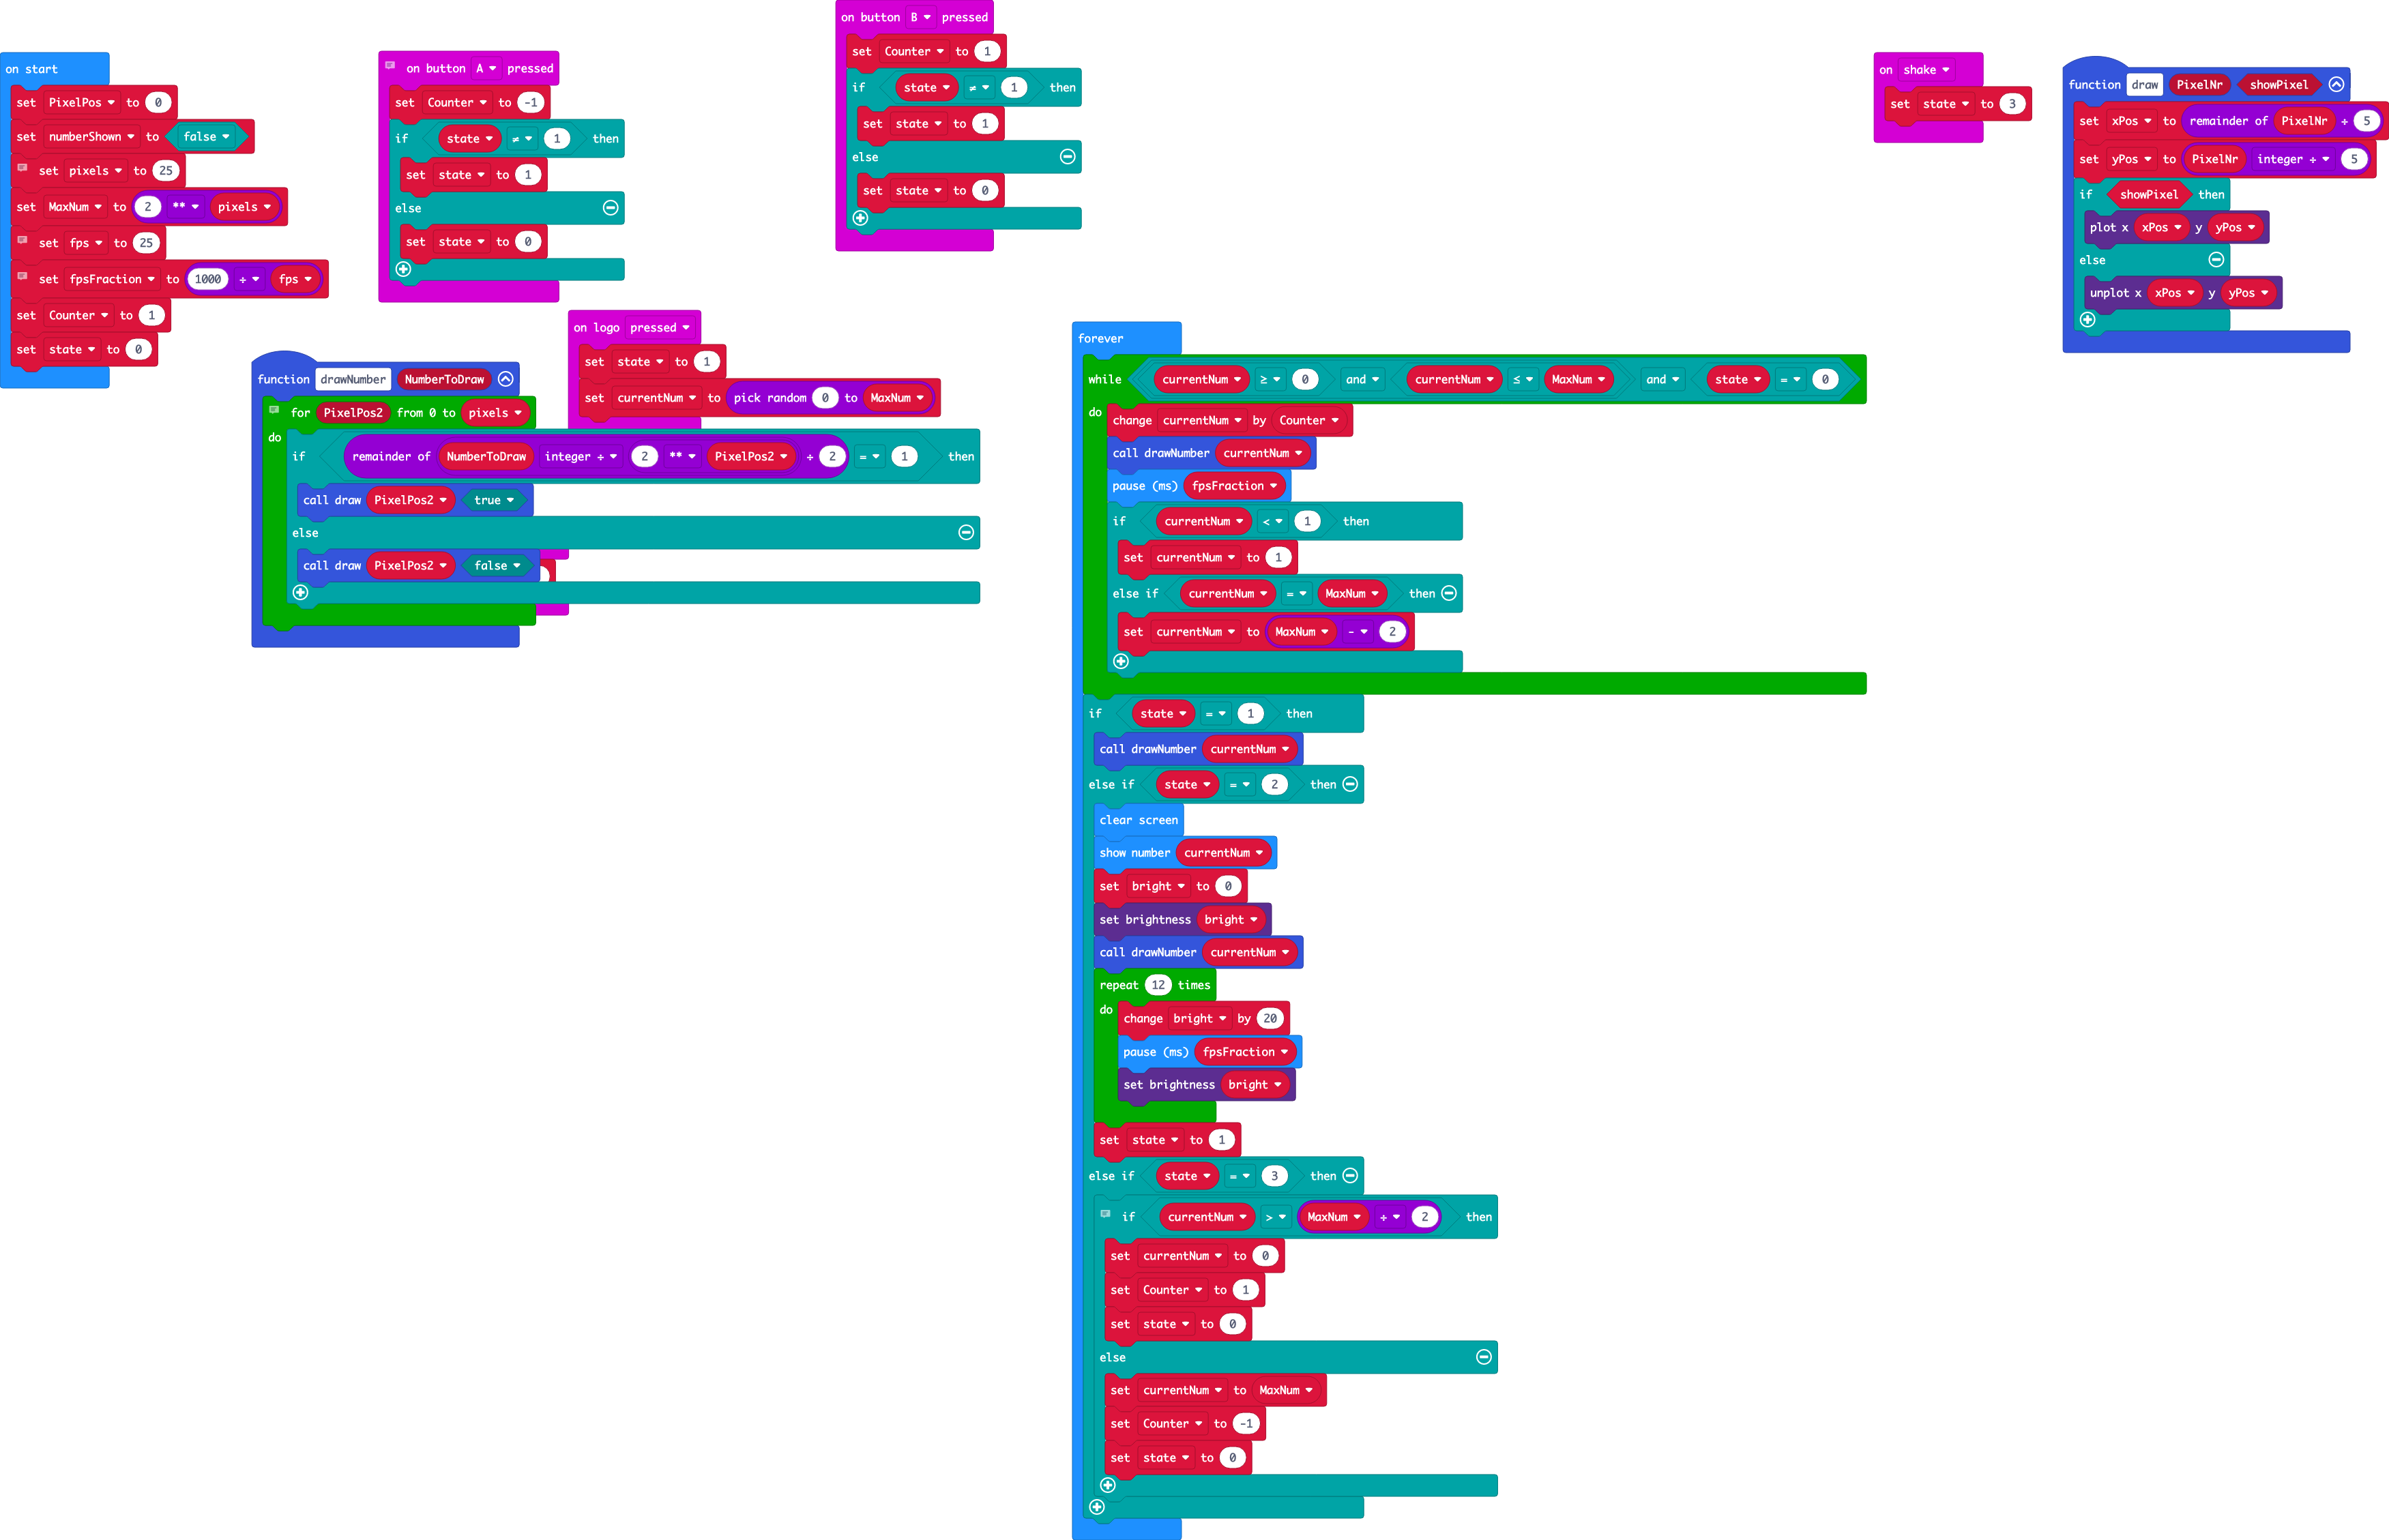 on start
set PixelPos to 0
set numberShown to false
set pixels to 25
set MaxNum to 2 ** pixels
set fps to 25
set fpsFraction to 1000 ÷ fps
set Counter to 1
set state to 0
on button A pressed
set Counter to -1
if state ≠ 1 then
set state to 1
else
set state to 0
on button B pressed
set Counter to 1
if state ≠ 1 then
set state to 1
else
set state to 0
on logo pressed
set state to 1
set currentNum to pick random 0 to MaxNum
function drawNumber NumberToDraw
for PixelPos2 from 0 to pixels
do
if remainder of NumberToDraw integer ÷ 2 ** PixelPos2 ÷ 2 = 1 then
call draw PixelPos2 true
else
call draw PixelPos2 false
forever
while currentNum ≥ 0 and currentNum ≤ MaxNum and state = 0
do
change currentNum by Counter
call drawNumber currentNum
pause (ms) fpsFraction
if currentNum < 1 then
set currentNum to 1
else if currentNum = MaxNum then
set currentNum to MaxNum - 2
if state = 1 then
call drawNumber currentNum
else if state = 2 then
clear screen
show number currentNum
set bright to 0
set brightness bright
call drawNumber currentNum
repeat 12 times
do
change bright by 20
pause (ms) fpsFraction
set brightness bright
set state to 1
else if state = 3 then
if currentNum > MaxNum ÷ 2 then
set currentNum to 0
set Counter to 1
set state to 0
else
set currentNum to MaxNum
set Counter to -1
set state to 0
on shake
set state to 3
function draw PixelNr showPixel
set xPos to remainder of PixelNr ÷ 5
set yPos to PixelNr integer ÷ 5
if showPixel then
plot x xPos y yPos
else
unplot x xPos y yPos